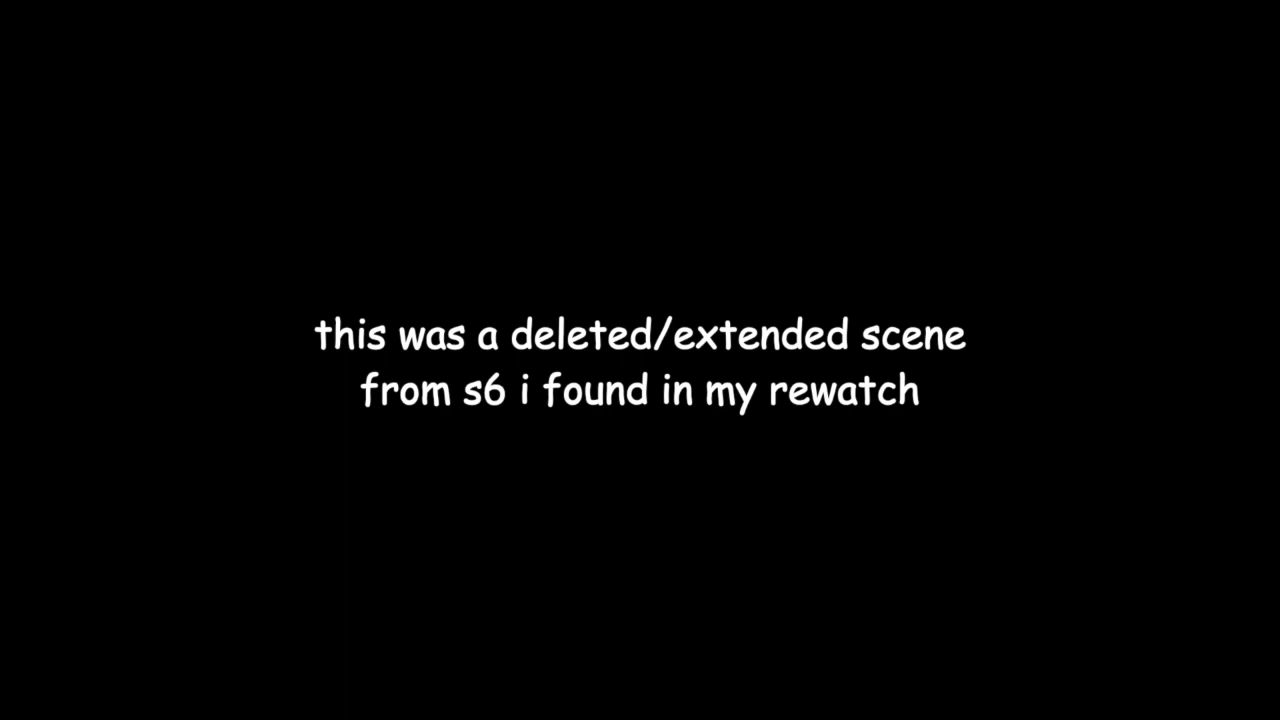 this was a deleted/extended scene
from s6 i found in my rewatch